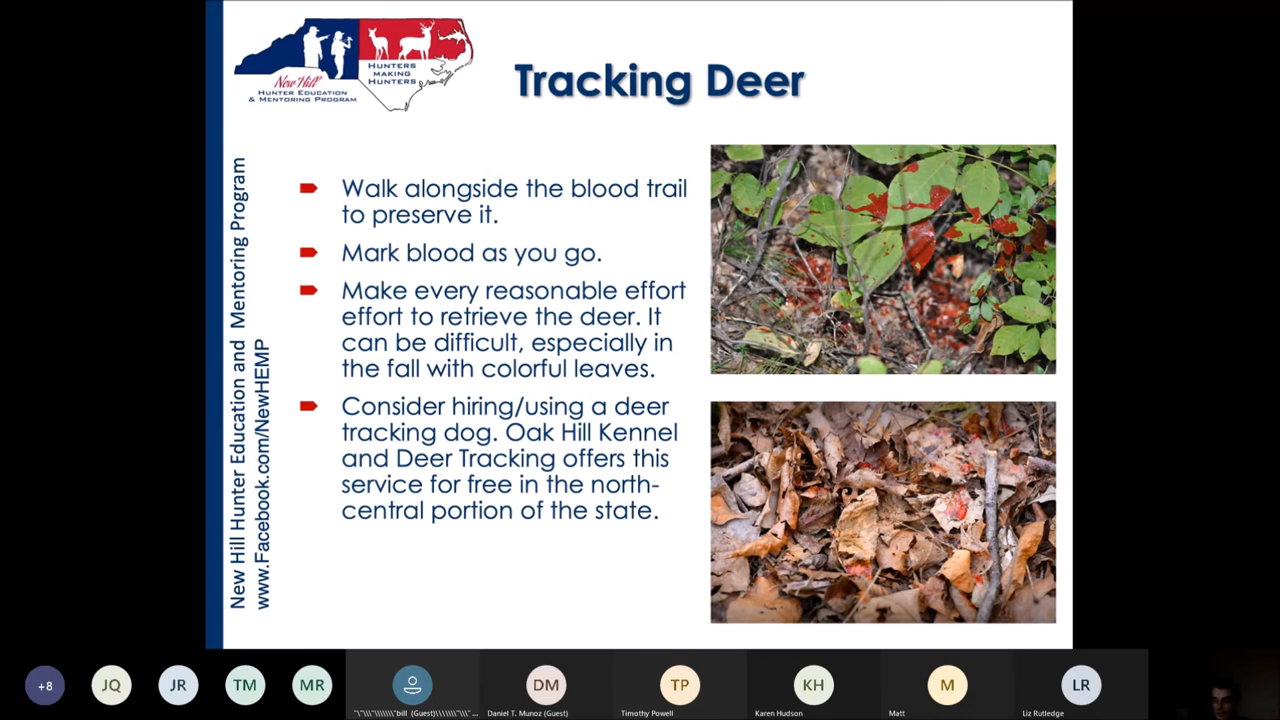 New Hill
HUNTER EDUCATION
& MENTORING PROGRAM
HUNTERS
MAKING
HUNTERS
Tracking Deer
New Hill Hunter Education and Mentoring Program
www.Facebook.com/NewHEMP
Walk alongside the blood trail
to preserve it.
Mark blood as you go.
Make every reasonable effort
effort to retrieve the deer. It
can be difficult, especially in
the fall with colorful leaves.
Consider hiring/using a deer
tracking dog. Oak Hill Kennel
and Deer Tracking offers this
service for free in the north-
central portion of the state.
+8
JQ
JR
TM
MR
DM
TP
KH
M
LR
"\"\\"\\\\\\\"bill (Guest)\\\\\\\"\\\" ...
Daniel T. Munoz (Guest)
Timothy Powell
Karen Hudson
Matt
Liz Rutledge